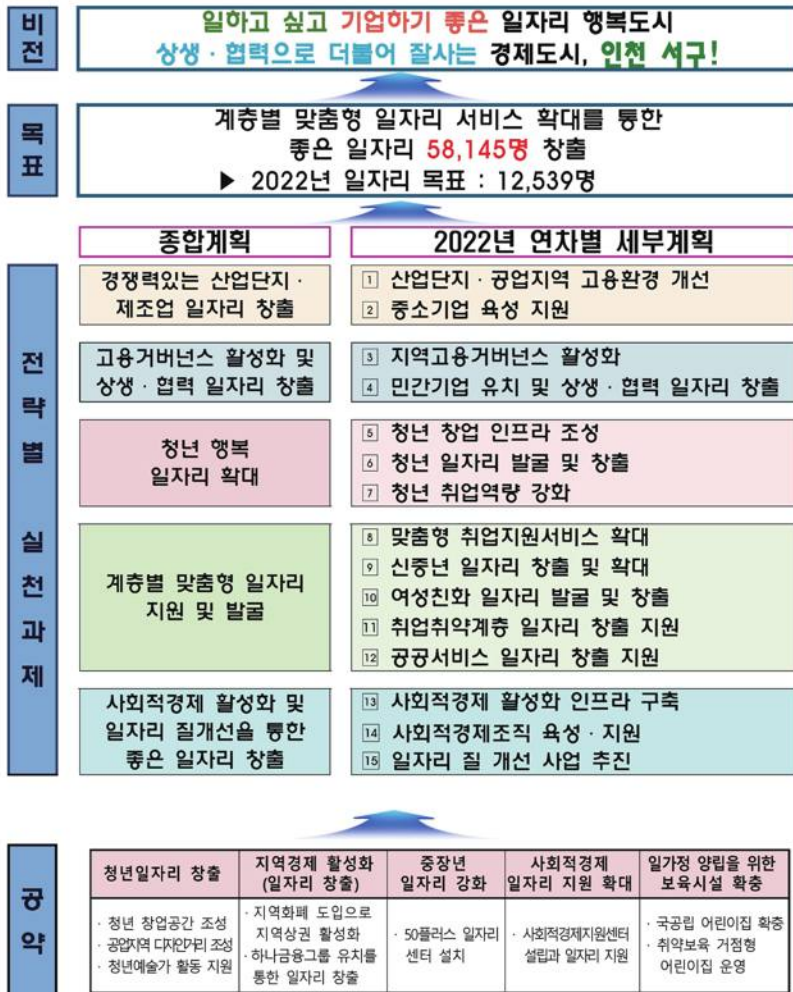 비전
일하고 싶고 기업하기 좋은 일자리 행복도시
상생·협력으로 더불어 잘사는 경제도시, 인천 서구!
목표
계층별 맞춤형 일자리 서비스 확대를 통한
좋은 일자리 58,145명 창출
▶ 2022년 일자리 목표 : 12,539명
종합계획
2022년 연차별 세부계획
전략별 실천과제
경쟁력있는 산업단지·
제조업 일자리 창출
1 산업단지·공업지역 고용환경 개선
2 중소기업 육성 지원
고용거버넌스 활성화 및
상생·협력 일자리 창출
3 지역고용거버넌스 활성화
4 민간기업 유치 및 상생·협력 일자리 창출
청년 행복
일자리 확대
5 청년 창업 인프라 조성
6 청년 일자리 발굴 및 창출
7 청년 취업역량 강화
계층별 맞춤형 일자리
지원 및 발굴
8 맞춤형 취업지원서비스 확대
9 신중년 일자리 창출 및 확대
10 여성친화 일자리 발굴 및 창출
11 취업취약계층 일자리 창출 지원
12 공공서비스 일자리 창출 지원
사회적경제 활성화 및
일자리 질개선을 통한
좋은 일자리 창출
13 사회적경제 활성화 인프라 구축
14 사회적경제조직 육성·지원
15 일자리 질 개선 사업 추진
공약
청년일자리 창출
· 청년 창업공간 조성
· 공업지역 디자인거리 조성
· 청년예술가 활동 지원
지역경제 활성화
(일자리 창출)
· 지역화폐 도입으로
지역상권 활성화
· 하나금융그룹 유치를
통한 일자리 창출
중장년
일자리 강화
· 50플러스 일자리
센터 설치
사회적경제
일자리 지원 확대
· 사회적경제지원센터
설립과 일자리 지원
일가정 양립을 위한
보육시설 확충
· 국공립 어린이집 확충
· 취약보육 거점형
어린이집 운영